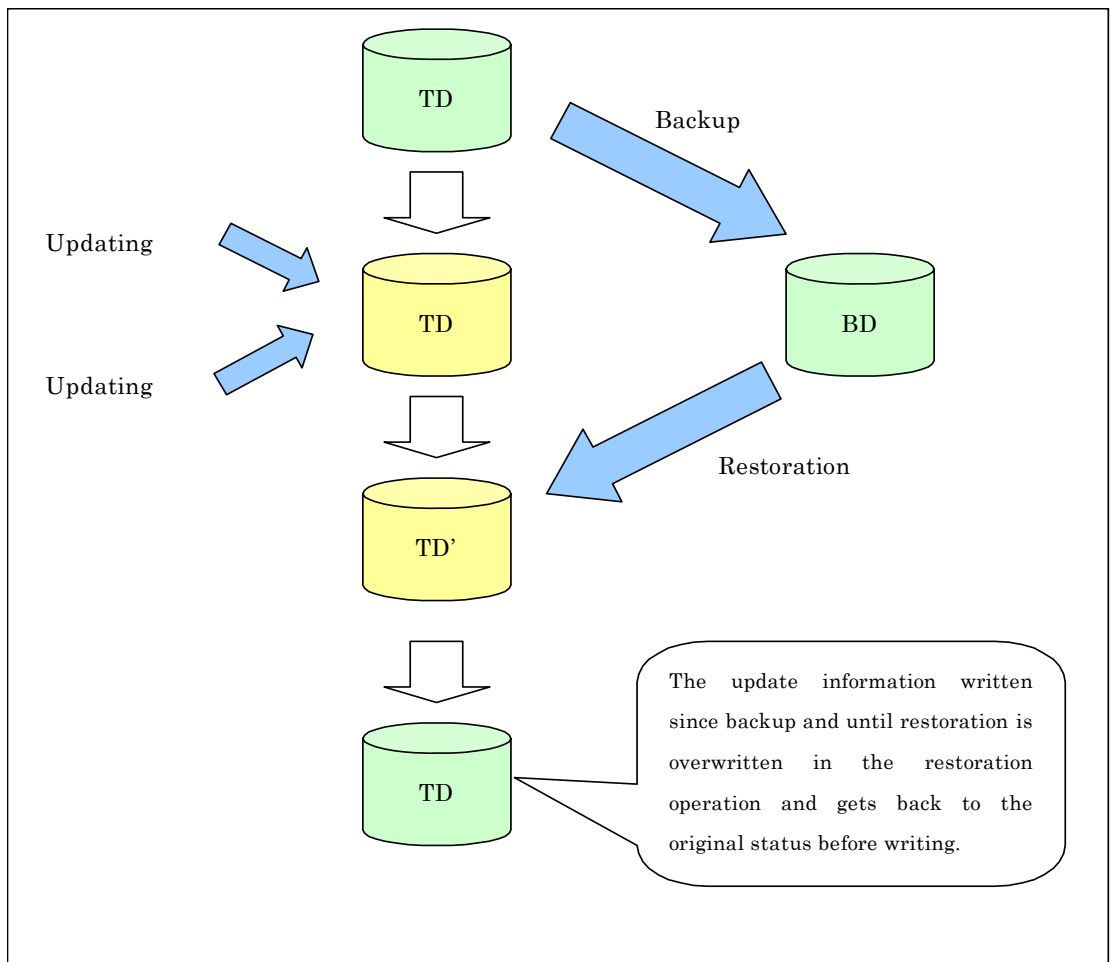 TD
Backup
Updating
TD
BD
Updating
Restoration
TD’
The update information written
since backup and until restoration is
overwritten in the restoration
operation and gets back to the
original status before writing.
TD